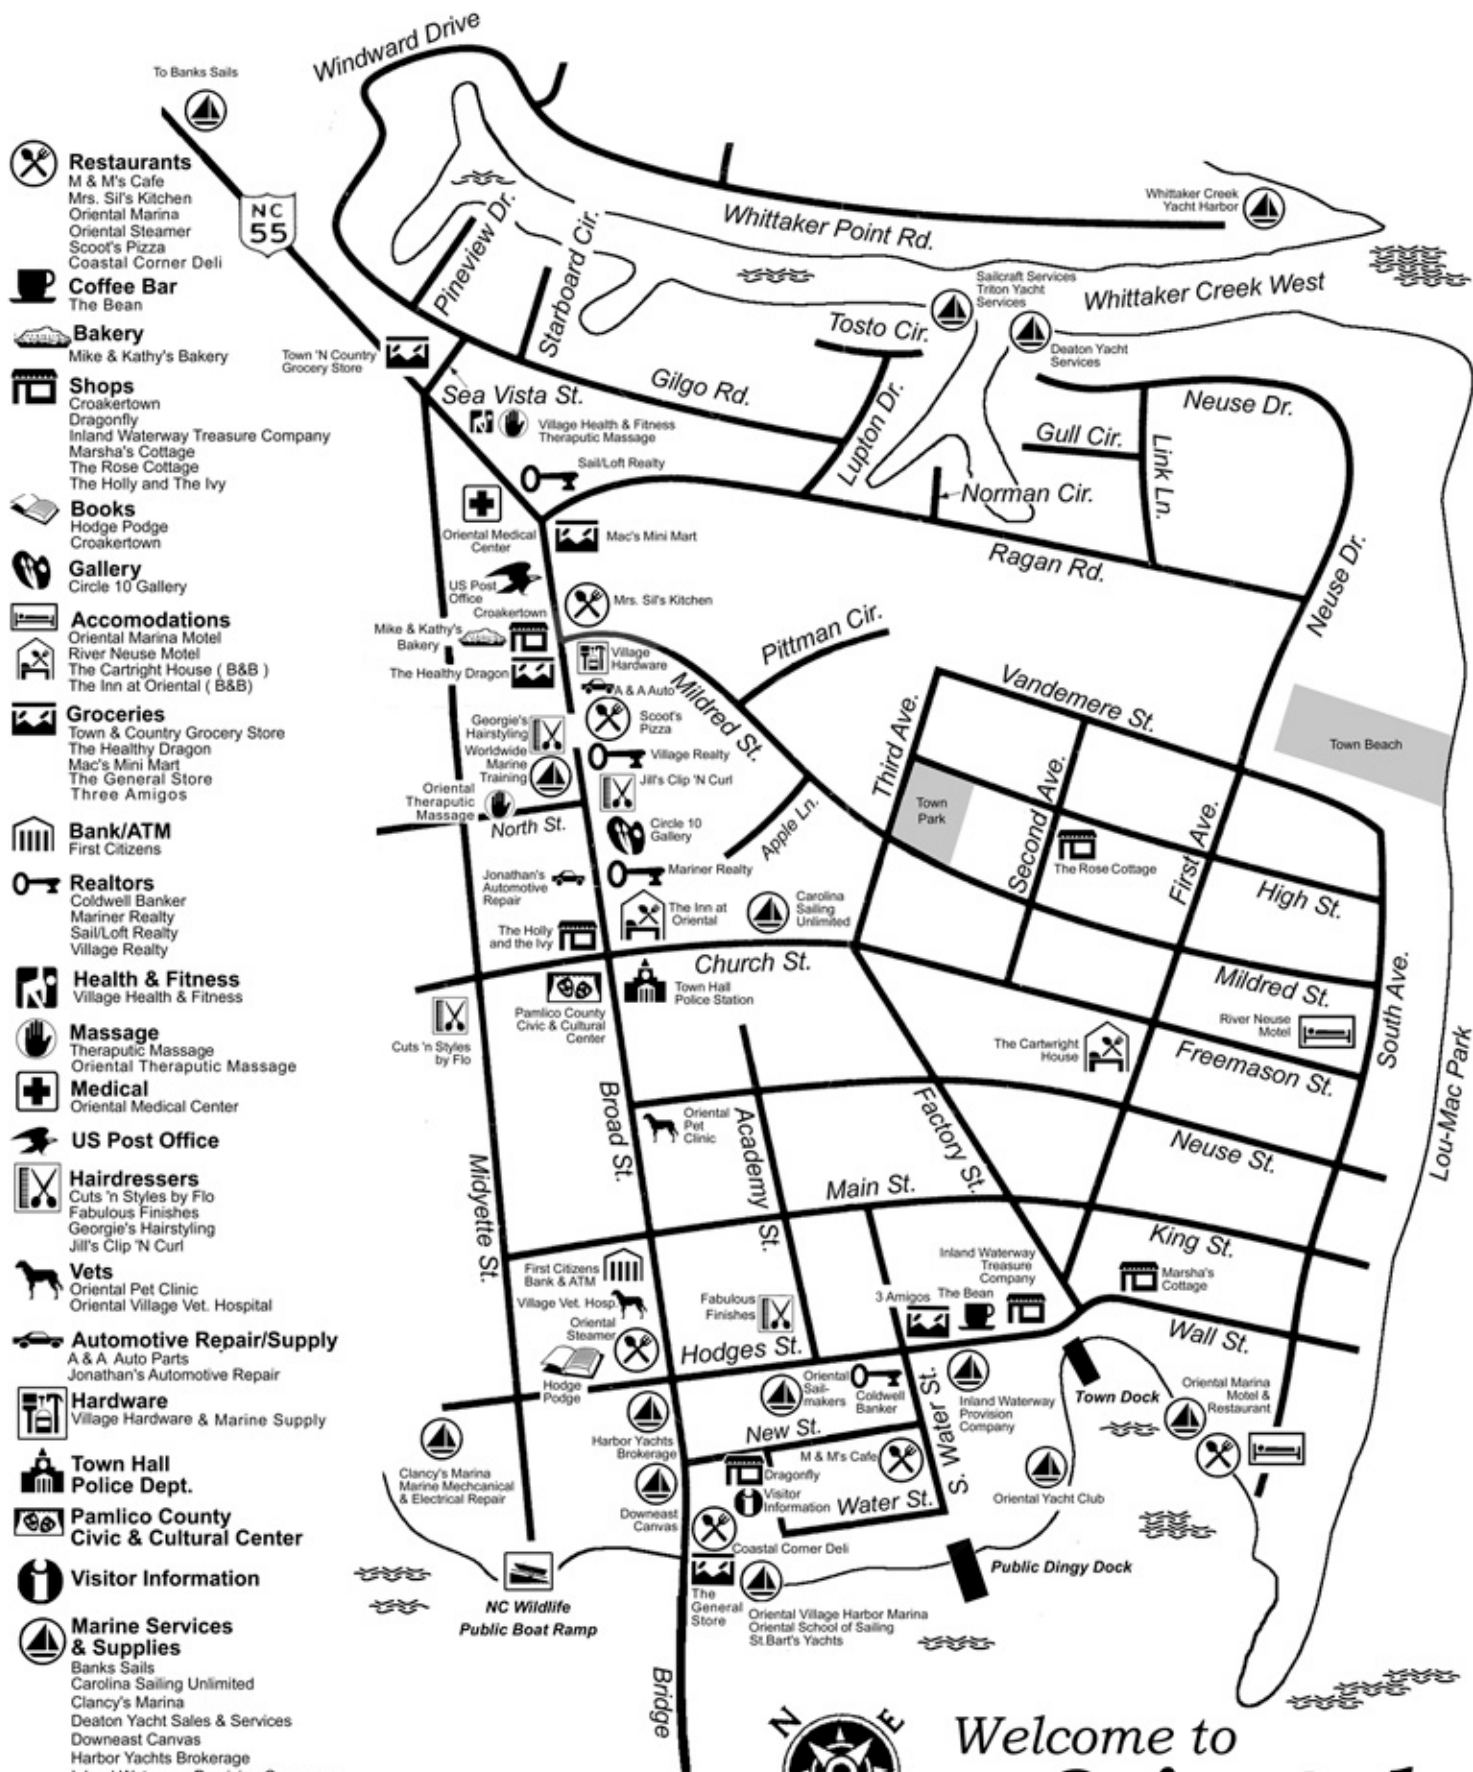 Windward Drive
To Banks Sails
NC
55
Restaurants
M & M's Cafe
Mrs. Sil's Kitchen
Oriental Marina
Oriental Steamer
Scoot's Pizza
Coastal Corner Deli
Coffee Bar
The Bean
Bakery
Mike & Kathy's Bakery
Shops
Croakertown
Dragonfly
Inland Waterway Treasure Company
Marsha's Cottage
The Rose Cottage
The Holly and The Ivy
Books
Hodge Podge
Croakertown
Gallery
Circle 10 Gallery
Accomodations
Oriental Marina Motel
River Neuse Motel
The Cartright House ( B&B )
The Inn at Oriental ( B&B)
Groceries
Town & Country Grocery Store
The Healthy Dragon
Mac's Mini Mart
The General Store
Three Amigos
Bank/ATM
First Citizens
Realtors
Coldwell Banker
Mariner Realty
Sail/Loft Realty
Village Realty
Health & Fitness
Village Health & Fitness
Massage
Theraputic Massage
Oriental Theraputic Massage
Medical
Oriental Medical Center
US Post Office
Hairdressers
Cuts 'n Styles by Flo
Fabulous Finishes
Georgie's Hairstyling
Jill's Clip 'N Curl
Vets
Oriental Pet Clinic
Oriental Village Vet. Hospital
Automotive Repair/Supply
A & A Auto Parts
Jonathan's Automotive Repair
Hardware
Village Hardware & Marine Supply
Town Hall
Police Dept.
Pamlico County
Civic & Cultural Center
Visitor Information
Marine Services
& Supplies
Banks Sails
Carolina Sailing Unlimited
Clancy's Marina
Deaton Yacht Sales & Services
Downeast Canvas
Harbor Yachts Brokerage
Whittaker Creek
Yacht Harbor
Whittaker Point Rd.
Pineview Dr.
Starboard Cir.
Sailcraft Services
Triton Yacht
Services
Whittaker Creek West
Tosto Cir.
Deaton Yacht
Services
Town 'N Country
Grocery Store
Sea Vista St.
Gilgo Rd.
Lupton Dr.
Neuse Dr.
Gull Cir.
Link Ln.
Village Health & Fitness
Theraputic Massage
Sail/Loft Realty
Norman Cir.
Oriental Medical
Center
Mac's Mini Mart
Ragan Rd.
Neuse Dr.
US Post
Office
Croakertown
Mrs. Sil's Kitchen
Mike & Kathy's
Bakery
Pittman Cir.
Village
Hardware
The Healthy Dragon
A & A Auto
Mildred St.
Vandemere St.
Third Ave.
Georgie's
Hairstyling
Scoot's
Pizza
Worldwide
Marine
Training
Village Realty
Town Beach
Jill's Clip 'N Curl
Oriental
Theraputic
Massage
North St.
Town
Park
Second Ave.
First Ave.
Circle 10
Gallery
Apple Ln.
Mariner Realty
The Rose Cottage
High St.
Jonathan's
Automotive
Repair
The Inn at
Oriental
Carolina
Sailing
Unlimited
The Holly
and the Ivy
Church St.
Mildred St.
South Ave.
Town Hall
Police Station
Pamlico County
Civic & Cultural
Center
Cuts 'n Styles
by Flo
River Neuse
Motel
The Cartwright
House
Freemason St.
Lou-Mac Park
Broad St.
Oriental
Pet
Clinic
Academy St.
Factory St.
Neuse St.
Midyette St.
Main St.
King St.
First Citizens
Bank & ATM
Inland Waterway
Treasure
Company
Marsha's
Cottage
Village Vet. Hosp.
Fabulous
Finishes
3 Amigos
The Bean
Oriental
Steamer
Hodges St.
Wall St.
Hodge
Podge
Oriental
Sail-
makers
Coldwell
Banker
S. Water St.
Inland Waterway
Provision
Company
Town Dock
Oriental Marina
Motel &
Restaurant
Harbor Yachts
Brokerage
New St.
M & M's Cafe
Clancy's Marina
Marine Mechcanical
& Electrical Repair
Dragonfly
Visitor
Information
Water St.
Oriental Yacht Club
Downeast
Canvas
Coastal Corner Deli
Public Dingy Dock
The
General
Store
Oriental Village Harbor Marina
Oriental School of Sailing
St.Bart's Yachts
NC Wildlife
Public Boat Ramp
Bridge
N
E
Welcome to